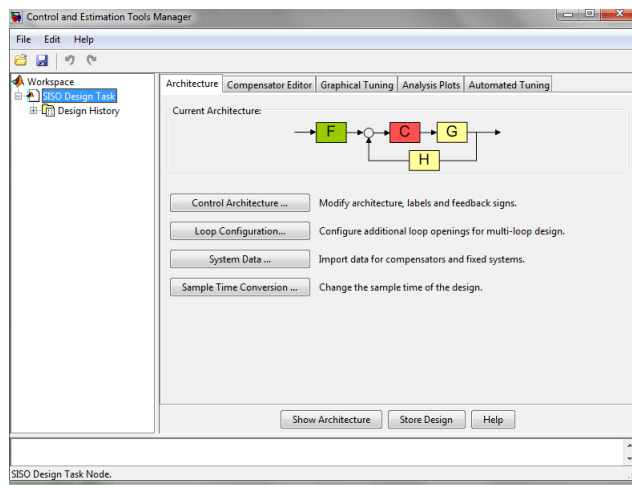 Control and Estimation Tools Manager
File Edit Help
Workspace
SISO Design Task
Design History
Architecture Compensator Editor Graphical Tuning Analysis Plots Automated Tuning
Current Architecture:
F C G
H
Control Architecture ... Modify architecture, labels and feedback signs.
Loop Configuration... Configure additional loop openings for multi-loop design.
System Data ... Import data for compensators and fixed systems.
Sample Time Conversion ... Change the sample time of the design.
Show Architecture Store Design Help
SISO Design Task Node.